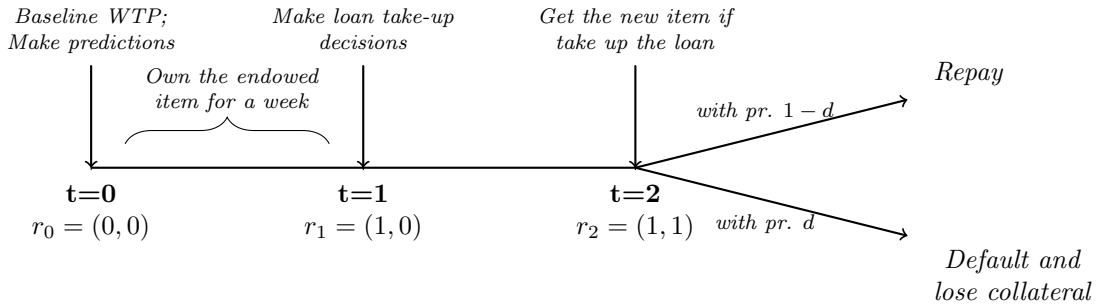 Baseline WTP;
Make predictions
Make loan take-up
decisions
Get the new item if
take up the loan
Own the endowed
item for a week
Repay
with pr. 1 − d
t=0
t=1
t=2
r₀ = (0, 0)
r₁ = (1, 0)
r₂ = (1, 1)
with pr. d
Default and
lose collateral